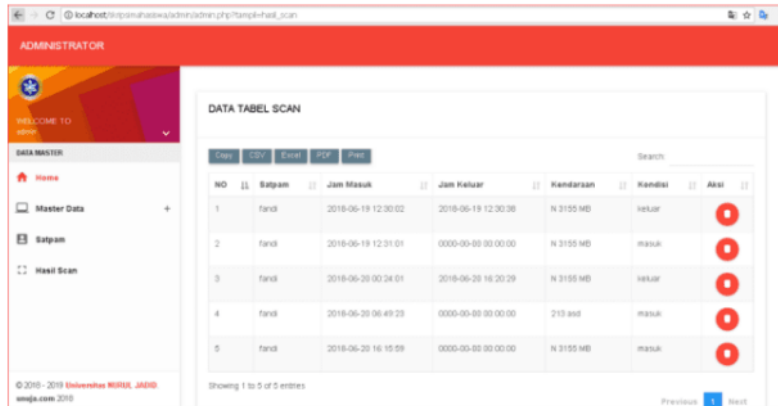 localhost/skripsimahasiswa/admin/admin.php?tampil=hasil_scan
ADMINISTRATOR
WELCOME TO
admin
DATA MASTER
Home
Master Data +
Satpam
Hasil Scan
© 2018 - 2019 Universitas NURUL JADID.
unuja.com 2018
DATA TABEL SCAN
Copy CSV Excel PDF Print
Search:
NO Satpam Jam Masuk Jam Keluar Kendaraan Kondisi Aksi
1 fandi 2018-06-19 12:30:02 2018-06-19 12:30:38 N 3155 MB keluar
2 fandi 2018-06-19 12:31:01 0000-00-00 00:00:00 N 3155 MB masuk
3 fandi 2018-06-20 00:24:01 2018-06-20 16:20:29 N 3155 MB keluar
4 fandi 2018-06-20 06:49:23 0000-00-00 00:00:00 213 asd masuk
5 fandi 2018-06-20 16:15:59 0000-00-00 00:00:00 N 3155 MB masuk
Showing 1 to 5 of 5 entries
Previous 1 Next